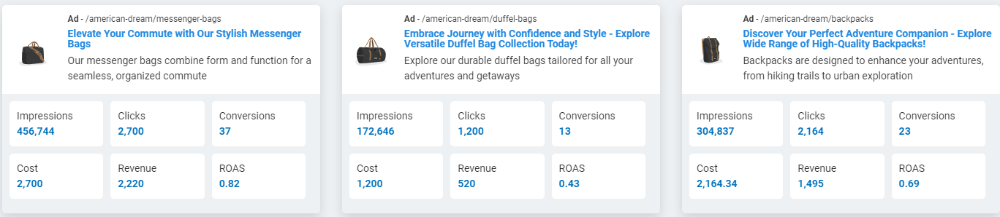 Ad - /american-dream/messenger-bags
Elevate Your Commute with Our Stylish Messenger
Bags
Our messenger bags combine form and function for a
seamless, organized commute
Impressions
456,744
Clicks
2,700
Conversions
37
Cost
2,700
Revenue
2,220
ROAS
0.82
Ad - /american-dream/duffel-bags
Embrace Journey with Confidence and Style - Explore
Versatile Duffel Bag Collection Today!
Explore our durable duffel bags tailored for all your
adventures and getaways
Impressions
172,646
Clicks
1,200
Conversions
13
Cost
1,200
Revenue
520
ROAS
0.43
Ad - /american-dream/backpacks
Discover Your Perfect Adventure Companion - Explore
Wide Range of High-Quality Backpacks!
Backpacks are designed to enhance your adventures,
from hiking trails to urban exploration
Impressions
304,837
Clicks
2,164
Conversions
23
Cost
2,164.34
Revenue
1,495
ROAS
0.69